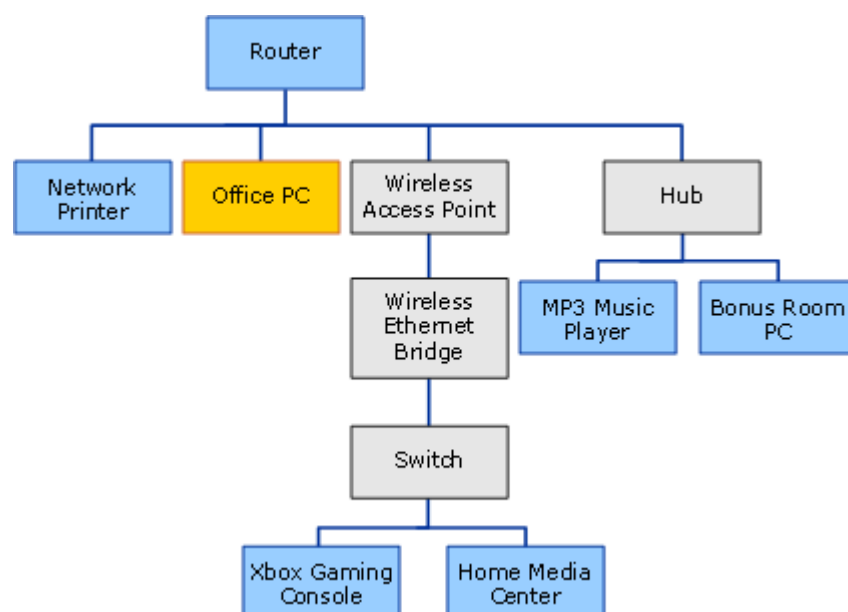 Router
Network
Printer
Office PC
Wireless
Access Point
Hub
Wireless
Ethernet
Bridge
MP3 Music
Player
Bonus Room
PC
Switch
Xbox Gaming
Console
Home Media
Center